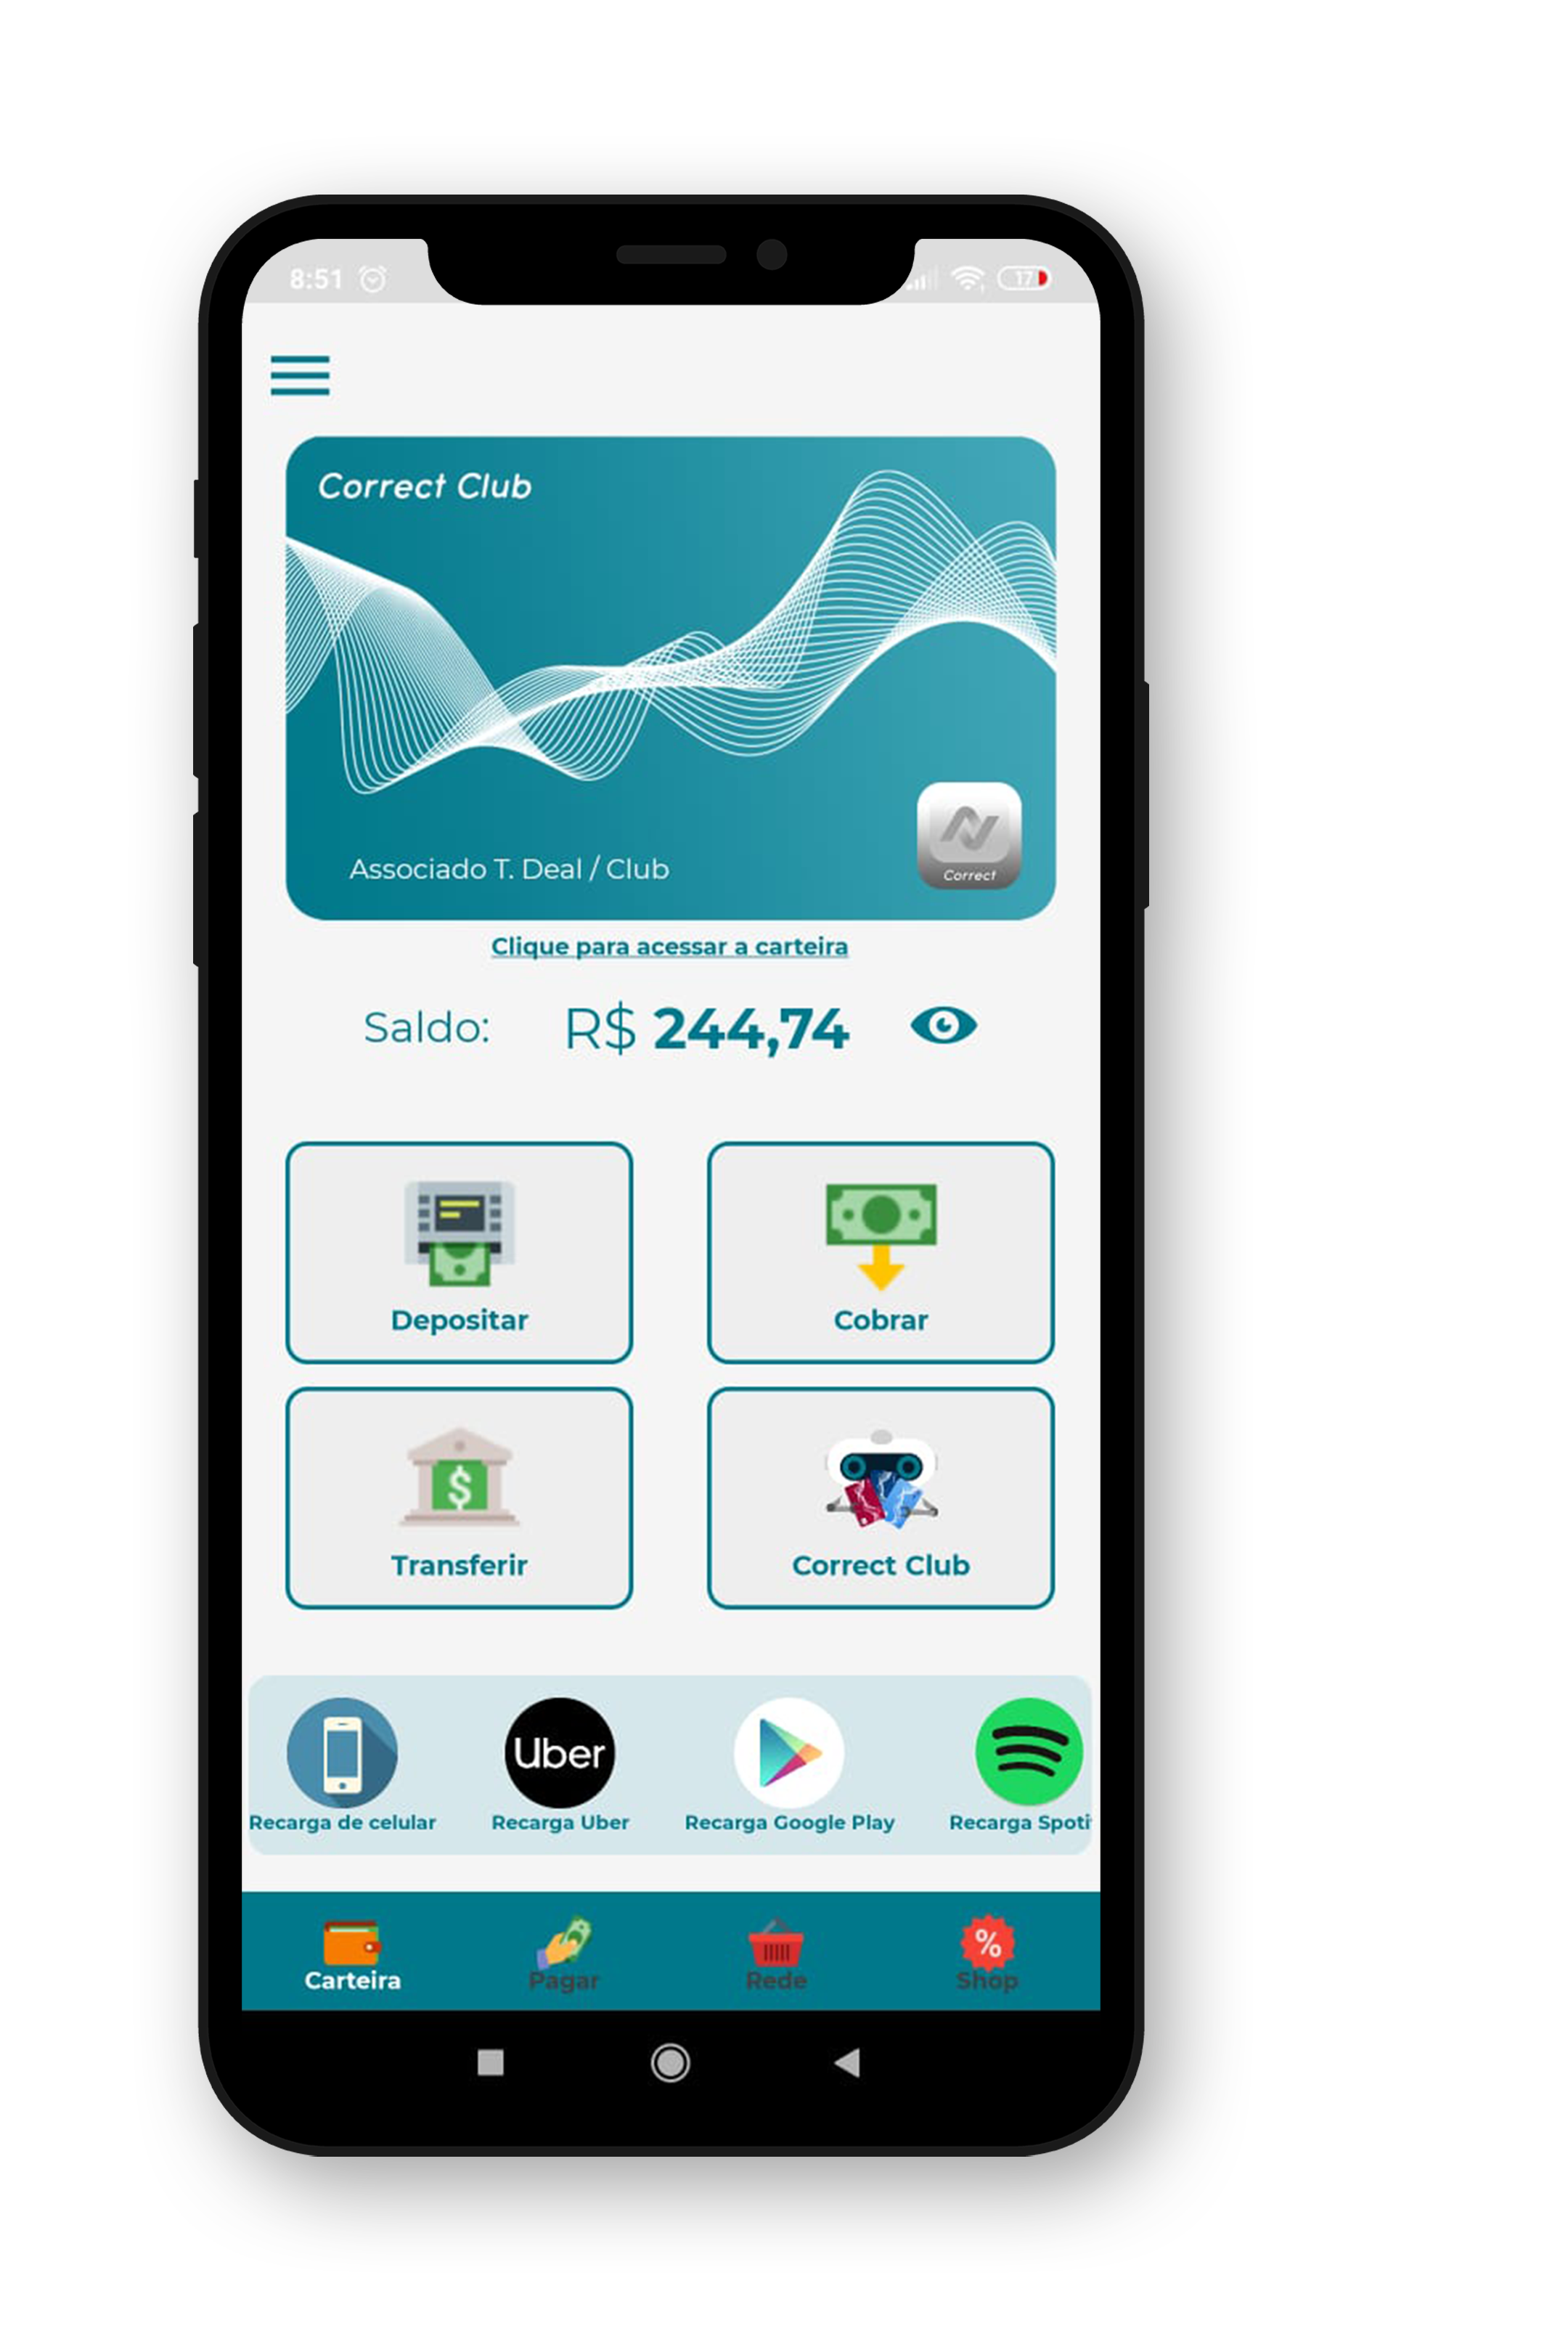 8:51
17
Correct Club
Associado T. Deal / Club
Correct
Clique para acessar a carteira
Saldo: R$ 244,74
Depositar Cobrar
$
Transferir Correct Club
Uber
Recarga de celular Recarga Uber Recarga Google Play Recarga Spoti
%
Carteira Pagar Rede Shop